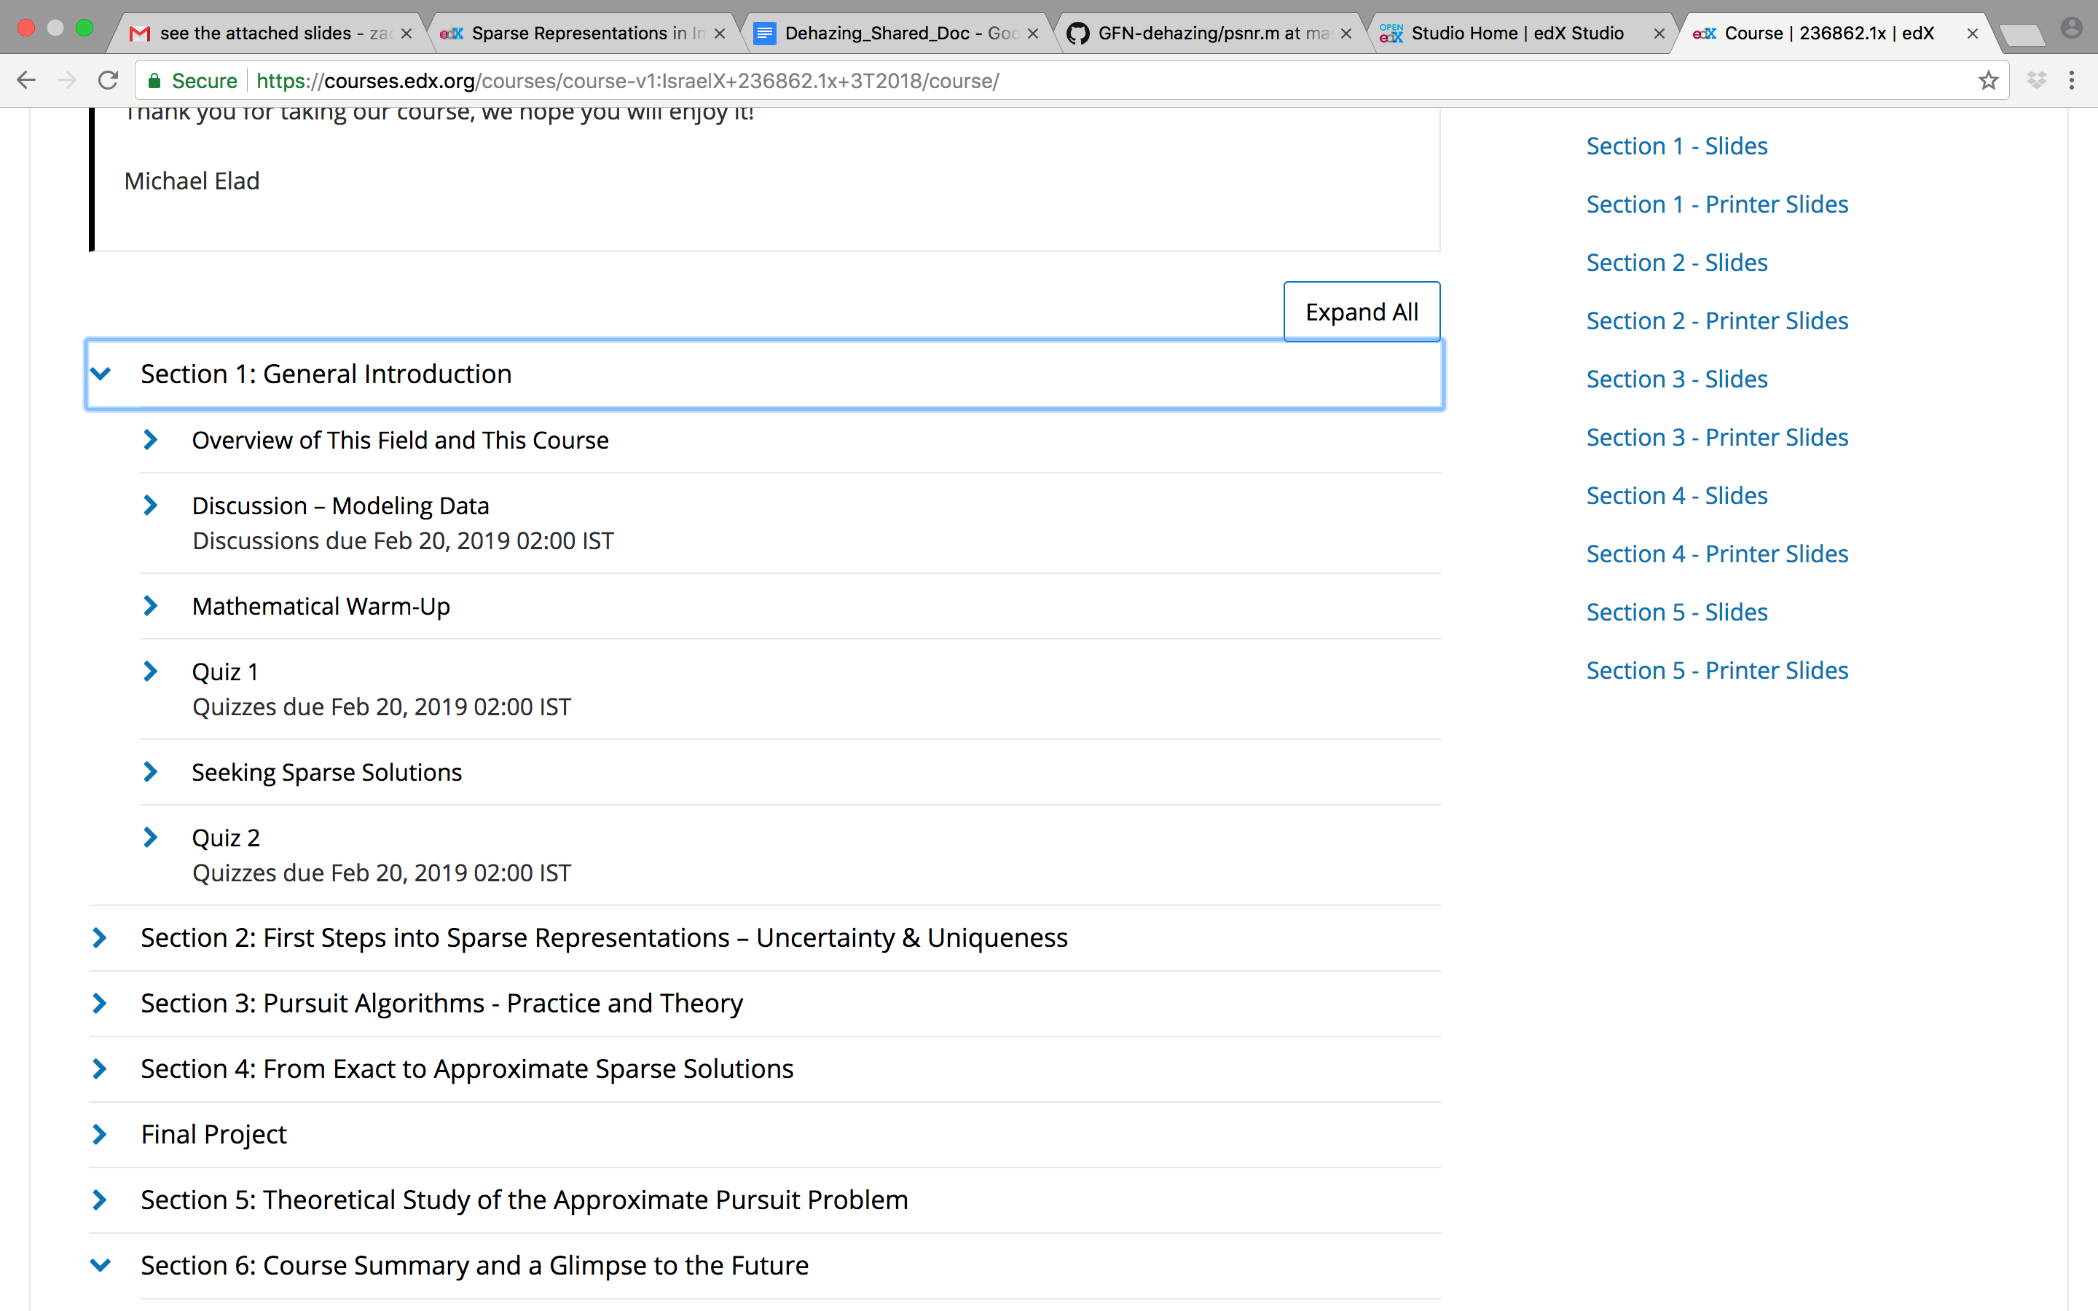 see the attached slides - za
edX Sparse Representations in I
Dehazing_Shared_Doc - Goo
GFN-dehazing/psnr.m at ma
OPEN edX Studio Home | edX Studio
edX Course | 236862.1x | edX
Secure https://courses.edx.org/courses/course-v1:IsraelX+236862.1x+3T2018/course/
Thank you for taking our course, we hope you will enjoy it!
Michael Elad
Expand All
Section 1: General Introduction
Overview of This Field and This Course
Discussion – Modeling Data
Discussions due Feb 20, 2019 02:00 IST
Mathematical Warm-Up
Quiz 1
Quizzes due Feb 20, 2019 02:00 IST
Seeking Sparse Solutions
Quiz 2
Quizzes due Feb 20, 2019 02:00 IST
Section 2: First Steps into Sparse Representations – Uncertainty & Uniqueness
Section 3: Pursuit Algorithms - Practice and Theory
Section 4: From Exact to Approximate Sparse Solutions
Final Project
Section 5: Theoretical Study of the Approximate Pursuit Problem
Section 6: Course Summary and a Glimpse to the Future
Section 1 - Slides
Section 1 - Printer Slides
Section 2 - Slides
Section 2 - Printer Slides
Section 3 - Slides
Section 3 - Printer Slides
Section 4 - Slides
Section 4 - Printer Slides
Section 5 - Slides
Section 5 - Printer Slides